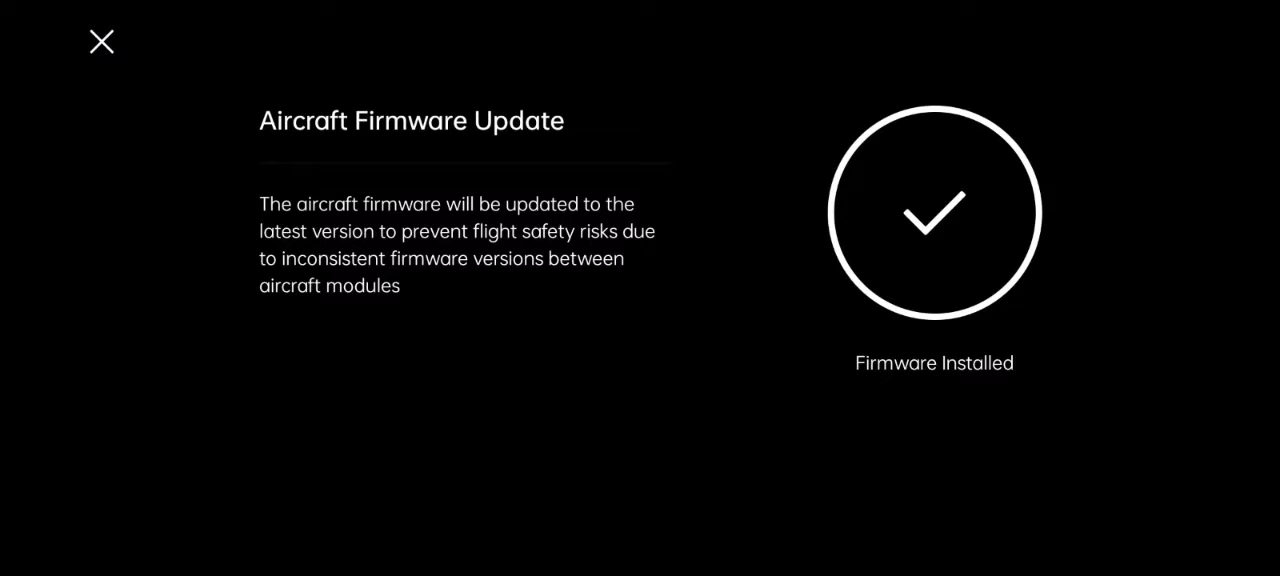 Aircraft Firmware Update
The aircraft firmware will be updated to the
latest version to prevent flight safety risks due
to inconsistent firmware versions between
aircraft modules
Firmware Installed